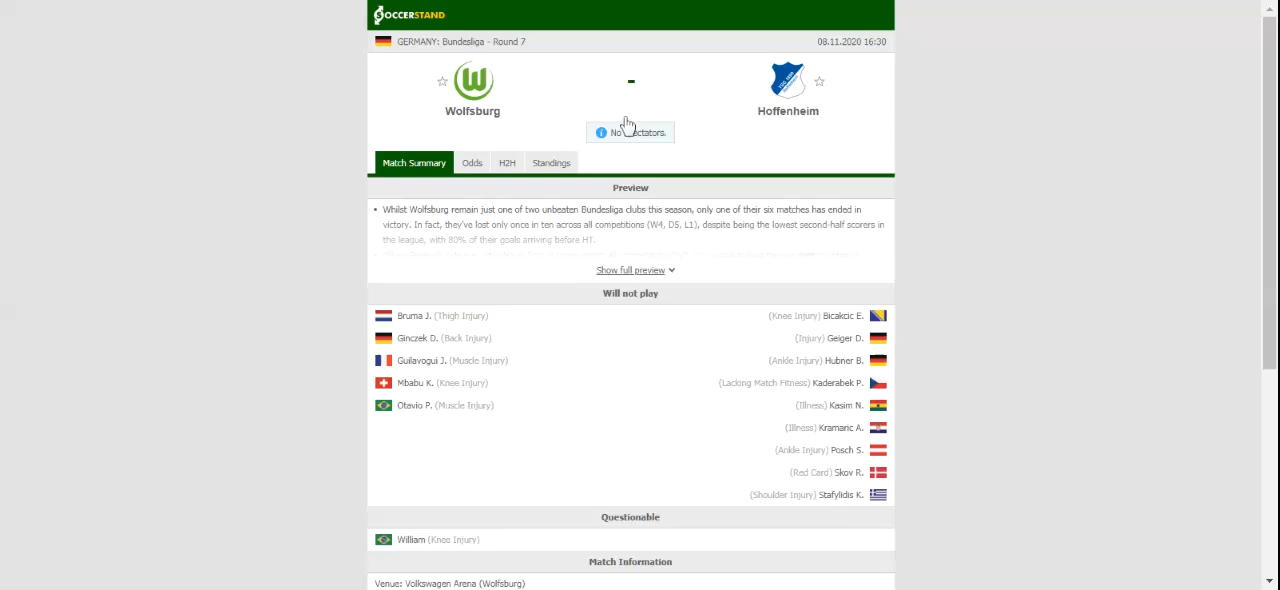 SOCCERSTAND
GERMANY: Bundesliga - Round 7 08.11.2020 16:30
-
Wolfsburg Hoffenheim
No
Match Summary Odds H2H Standings
Preview
• Whilst Wolfsburg remain just one of two unbeaten Bundesliga clubs this season, only one of their six matches has ended in
victory. In fact, they've lost only once in ten across all competitions (W4, D5, L1), despite being the lowest second-half scorers in
the league, with 80% of their goals arriving before HT.
Show full preview
Will not play
Bruma J. (Thigh Injury) (Knee Injury) Bicakcic E.
Ginczek D. (Back Injury) (Injury) Geiger D.
Guilavogui J. (Muscle Injury) (Ankle Injury) Hubner B.
Mbabu K. (Knee Injury) (Lacking Match Fitness) Kaderabek P.
Otavio P. (Muscle Injury) (Illness) Kasim N.
(Illness) Kramaric A.
(Ankle Injury) Posch S.
(Red Card) Skov R.
(Shoulder Injury) Stafylidis K.
Questionable
William (Knee Injury)
Match Information
Venue: Volkswagen Arena (Wolfsburg)